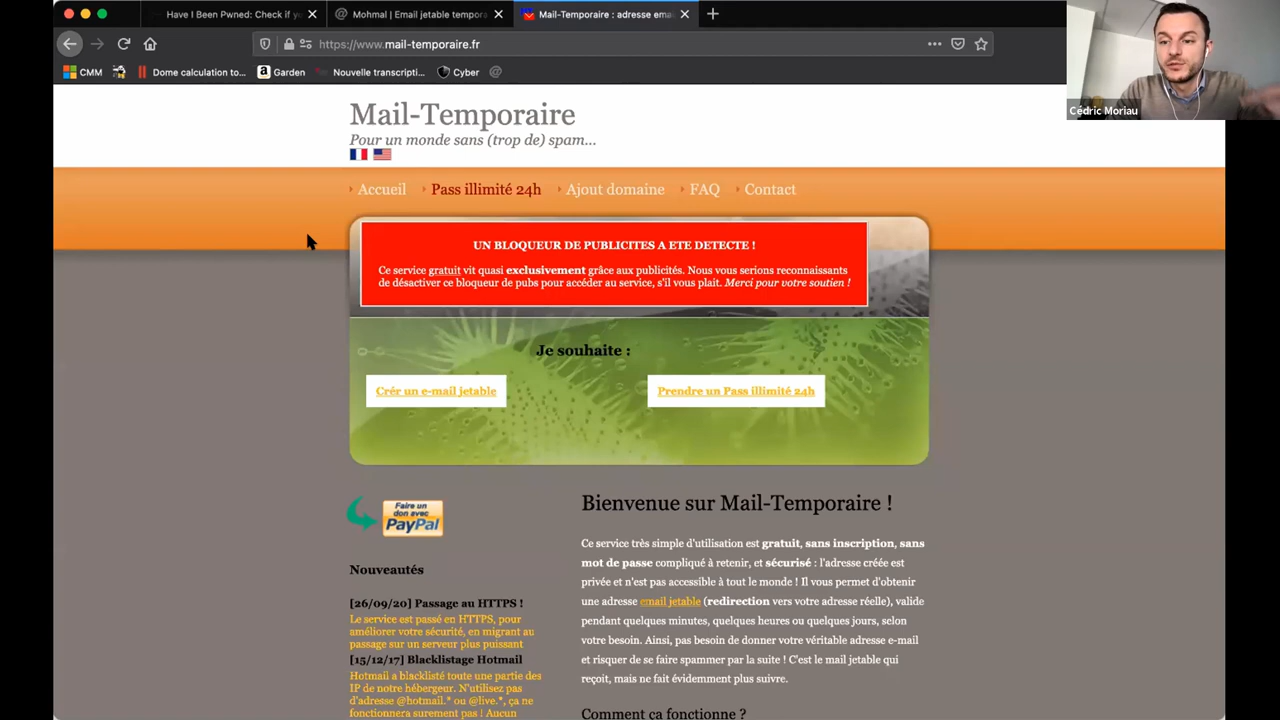 Have I Been Pwned: Check if yo
Mohmal | Email jetable tempora
Mail-Temporaire : adresse emai
https://www.mail-temporaire.fr
CMM
Dome calculation to...
Garden
Nouvelle transcripti...
Cyber
Cédric Moriau
Mail-Temporaire
Pour un monde sans (trop de) spam...
Accueil
Pass illimité 24h
Ajout domaine
FAQ
Contact
UN BLOQUEUR DE PUBLICITES A ETE DETECTE !
Ce service gratuit vit quasi exclusivement grâce aux publicités. Nous vous serions reconnaissants
de désactiver ce bloqueur de pubs pour accéder au service, s'il vous plait. Merci pour votre soutien !
Je souhaite :
Crér un e-mail jetable
Prendre un Pass illimité 24h
Faire un
don avec
PayPal
Nouveautés
[26/09/20] Passage au HTTPS !
Le service est passé en HTTPS, pour
améliorer votre sécurité, en migrant au
passage sur un serveur plus puissant
[15/12/17] Blacklistage Hotmail
Hotmail a blacklisté toute une partie des
IP de notre hébergeur. N'utilisez pas
d'adresse @hotmail.* ou @live.*, ça ne
fonctionnera surement pas ! Aucun
Bienvenue sur Mail-Temporaire !
Ce service très simple d'utilisation est gratuit, sans inscription, sans
mot de passe compliqué à retenir, et sécurisé : l'adresse créée est
privée et n'est pas accessible à tout le monde ! Il vous permet d'obtenir
une adresse email jetable (redirection vers votre adresse réelle), valide
pendant quelques minutes, quelques heures ou quelques jours, selon
votre besoin. Ainsi, pas besoin de donner votre véritable adresse e-mail
et risquer de se faire spammer par la suite ! C'est le mail jetable qui
reçoit, mais ne fait évidemment plus suivre.
Comment ça fonctionne ?